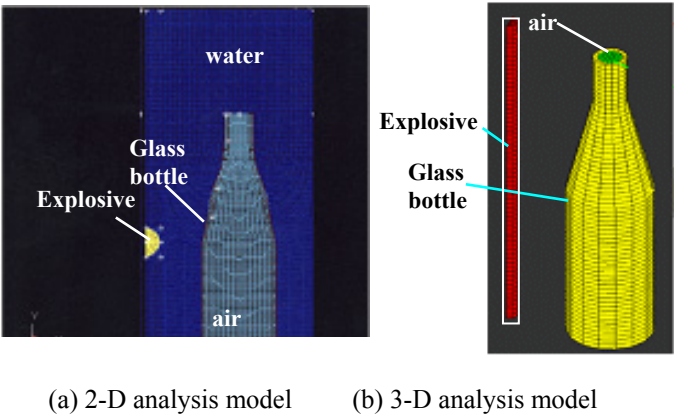 water
Glass
bottle
Explosive
air
air
Explosive
Glass
bottle
(a) 2-D analysis model
(b) 3-D analysis model